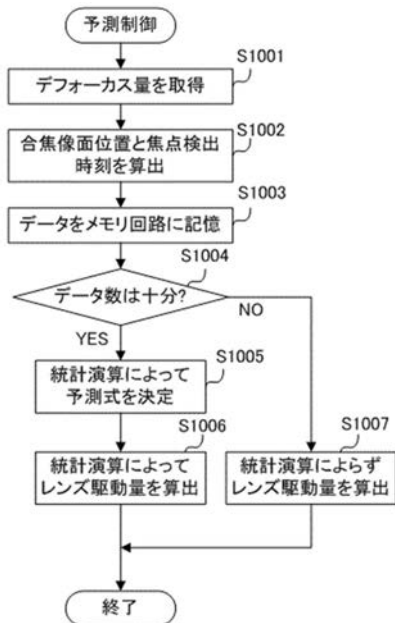 予測制御
S1001
デフォーカス量を取得
S1002
合焦像面位置と焦点検出
時刻を算出
S1003
データをメモリ回路に記憶
S1004
データ数は十分?
NO
YES
S1005
統計演算によって
予測式を決定
S1006
統計演算によって
レンズ駆動量を算出
S1007
統計演算によらず
レンズ駆動量を算出
終了